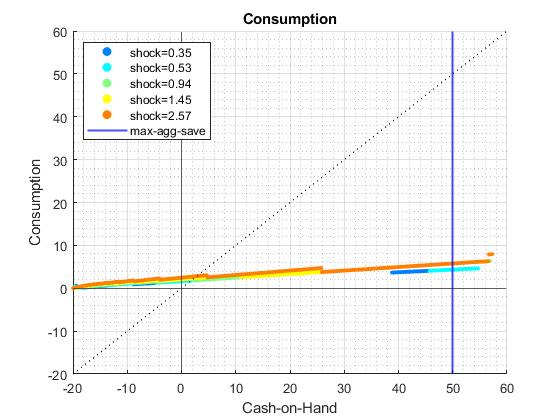 Consumption
60
50
40
30
20
10
0
-10
-20
Consumption
shock=0.35
shock=0.53
shock=0.94
shock=1.45
shock=2.57
max-agg-save
-20 -10 0 10 20 30 40 50 60
Cash-on-Hand